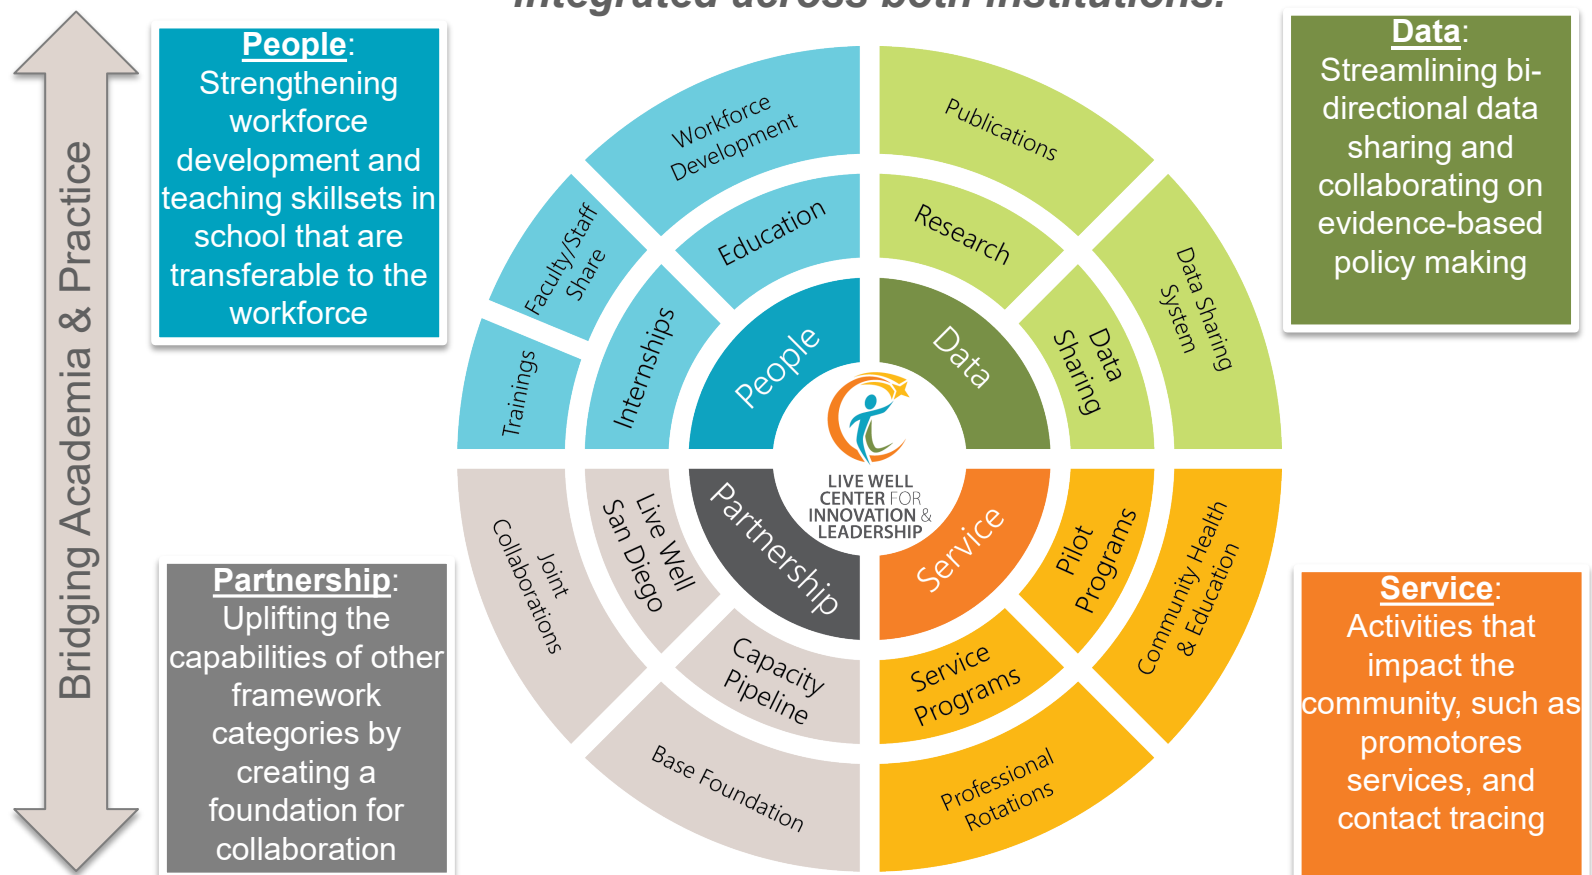 integrated across both institutions.
Bridging Academia & Practice
People:
Strengthening
workforce
development and
teaching skillsets in
school that are
transferable to the
workforce
Data:
Streamlining bi-
directional data
sharing and
collaborating on
evidence-based
policy making
Partnership:
Uplifting the
capabilities of other
framework
categories by
creating a
foundation for
collaboration
Service:
Activities that
impact the
community, such as
promotores
services, and
contact tracing
Workforce
Development
Faculty/Staff
Share
Trainings
Education
Internships
People
Publications
Data Sharing
System
Research
Data
Sharing
Data
LIVE WELL
CENTER FOR
INNOVATION &
LEADERSHIP
Partnership
Live Well
San Diego
Capacity
Pipeline
Joint
Collaborations
Base Foundation
Service
Pilot
Programs
Service
Programs
Community Health
& Education
Professional
Rotations